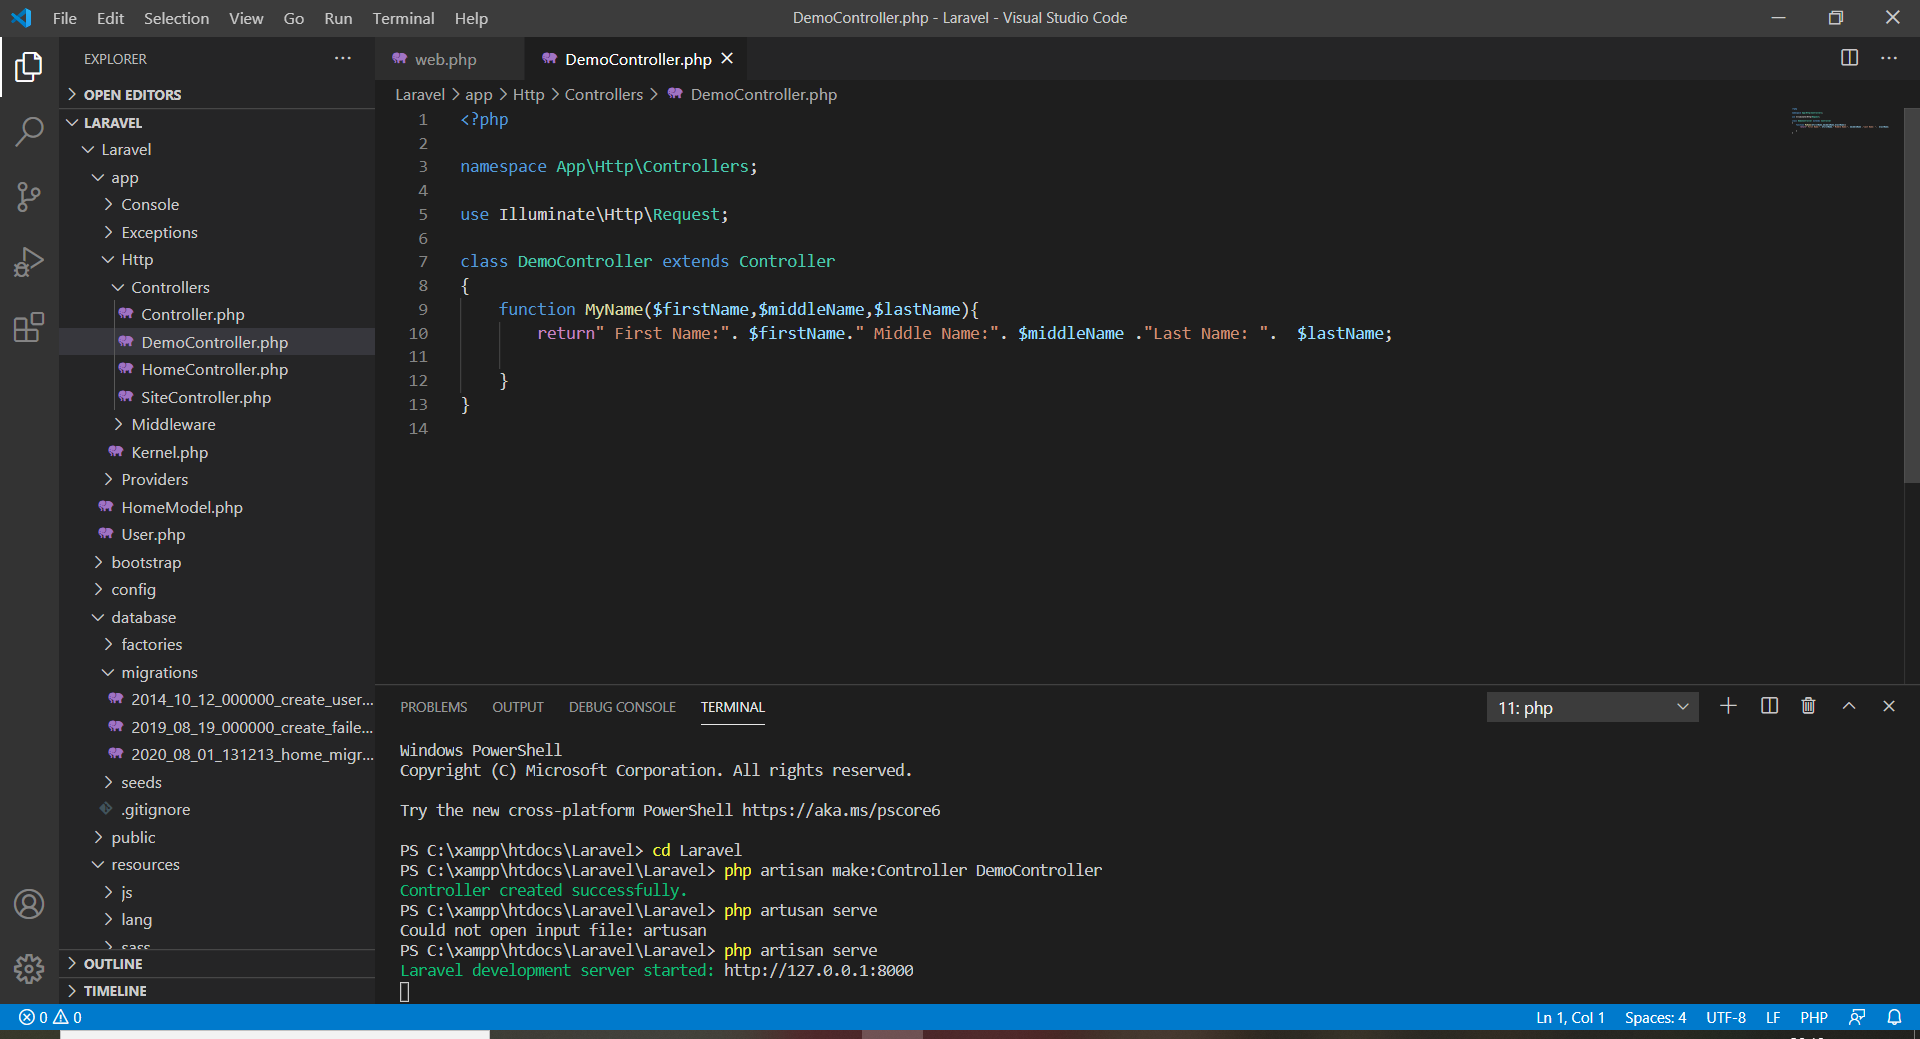 File Edit Selection View Go Run Terminal Help
DemoController.php - Laravel - Visual Studio Code
EXPLORER
OPEN EDITORS
LARAVEL
Laravel
app
Console
Exceptions
Http
Controllers
Controller.php
DemoController.php
HomeController.php
SiteController.php
Middleware
Kernel.php
Providers
HomeModel.php
User.php
bootstrap
config
database
factories
migrations
2014_10_12_000000_create_user...
2019_08_19_000000_create_faile...
2020_08_01_131213_home_migr...
seeds
.gitignore
public
resources
js
lang
sass
OUTLINE
TIMELINE
web.php
DemoController.php
Laravel > app > Http > Controllers > DemoController.php
1 <?php
2
3 namespace App\Http\Controllers;
4
5 use Illuminate\Http\Request;
6
7 class DemoController extends Controller
8 {
9 function MyName($firstName,$middleName,$lastName){
10 return" First Name:". $firstName." Middle Name:". $middleName ."Last Name: ".  $lastName;
11
12 }
13 }
14
PROBLEMS OUTPUT DEBUG CONSOLE TERMINAL
11: php
Windows PowerShell
Copyright (C) Microsoft Corporation. All rights reserved.
Try the new cross-platform PowerShell https://aka.ms/pscore6
PS C:\xampp\htdocs\Laravel> cd Laravel
PS C:\xampp\htdocs\Laravel\Laravel> php artisan make:Controller DemoController
Controller created successfully.
PS C:\xampp\htdocs\Laravel\Laravel> php artusan serve
Could not open input file: artusan
PS C:\xampp\htdocs\Laravel\Laravel> php artisan serve
Laravel development server started: http://127.0.0.1:8000
0 0
Ln 1, Col 1 Spaces: 4 UTF-8 LF PHP